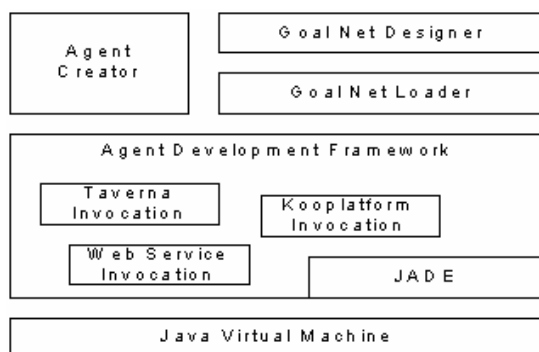 Agent
Creator
Goal Net Designer
Goal Net Loader
Agent Development Framework
Taverna
Invocation
Kooplatform
Invocation
Web Service
Invocation
JADE
Java Virtual Machine